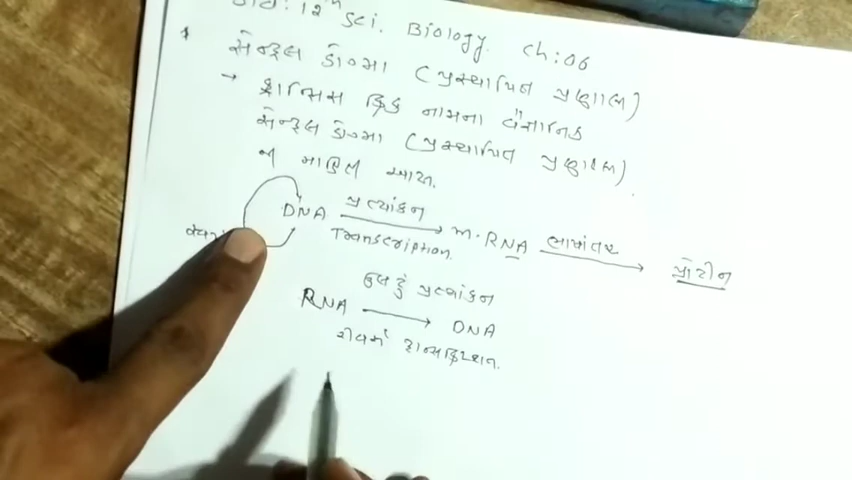 12th Sci. Biology. Ch: 06
* સેન્ટ્રલ ડોગ્મા (પ્રસ્થાપિત પ્રણાલી)
→ ફ્રાન્સિસ ક્રિક નામના વૈજ્ઞાનિકે
સેન્ટ્રલ ડોગ્મા (પ્રસ્થાપિત પ્રણાલી)
ની માહિતી આપી.
DNA પ્રત્યાંકન Transcription. m.RNA ભાષાંતર પ્રોટીન
ઉલટું પ્રત્યાંકન
RNA → DNA
રીવર્સ ટ્રાન્સક્રિપ્શન.